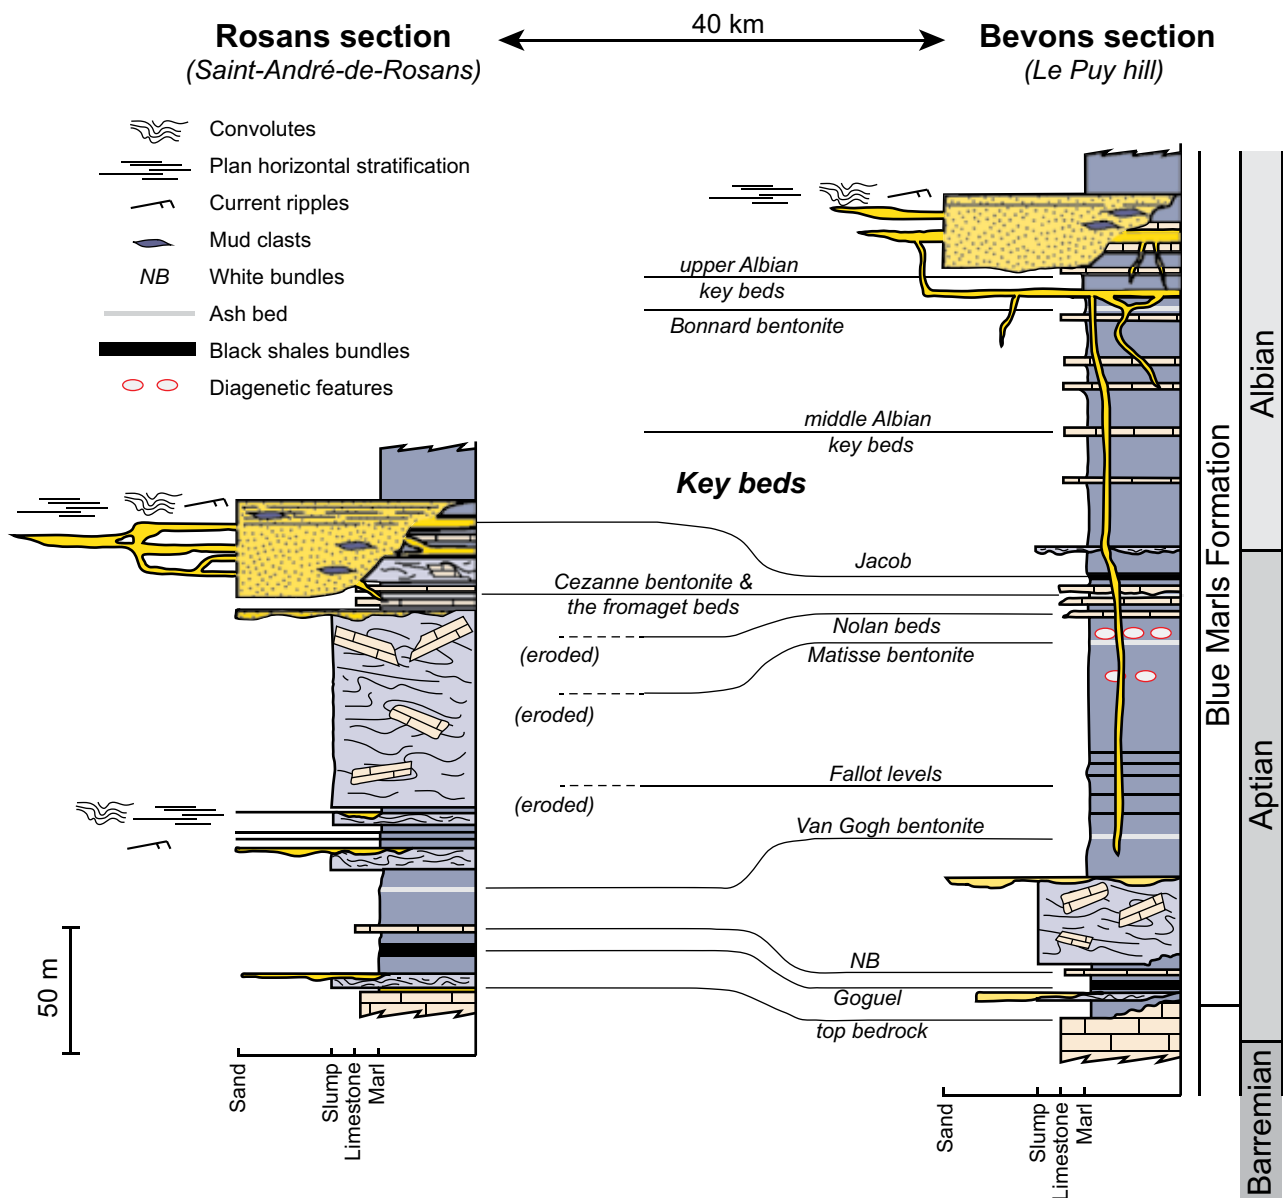 Rosans section
(Saint-André-de-Rosans)
40 km
Bevons section
(Le Puy hill)
Convolutes
Plan horizontal stratification
Current ripples
Mud clasts
NB White bundles
Ash bed
Black shales bundles
Diagenetic features
upper Albian
key beds
Bonnard bentonite
middle Albian
key beds
Key beds
Jacob
Cezanne bentonite &
the fromaget beds
Nolan beds
(eroded)
Matisse bentonite
(eroded)
Fallot levels
(eroded)
Van Gogh bentonite
NB
Goguel
top bedrock
50 m
Sand
Slump
Limestone
Marl
Sand
Slump
Limestone
Marl
Blue Marls Formation
Albian
Aptian
Barremian